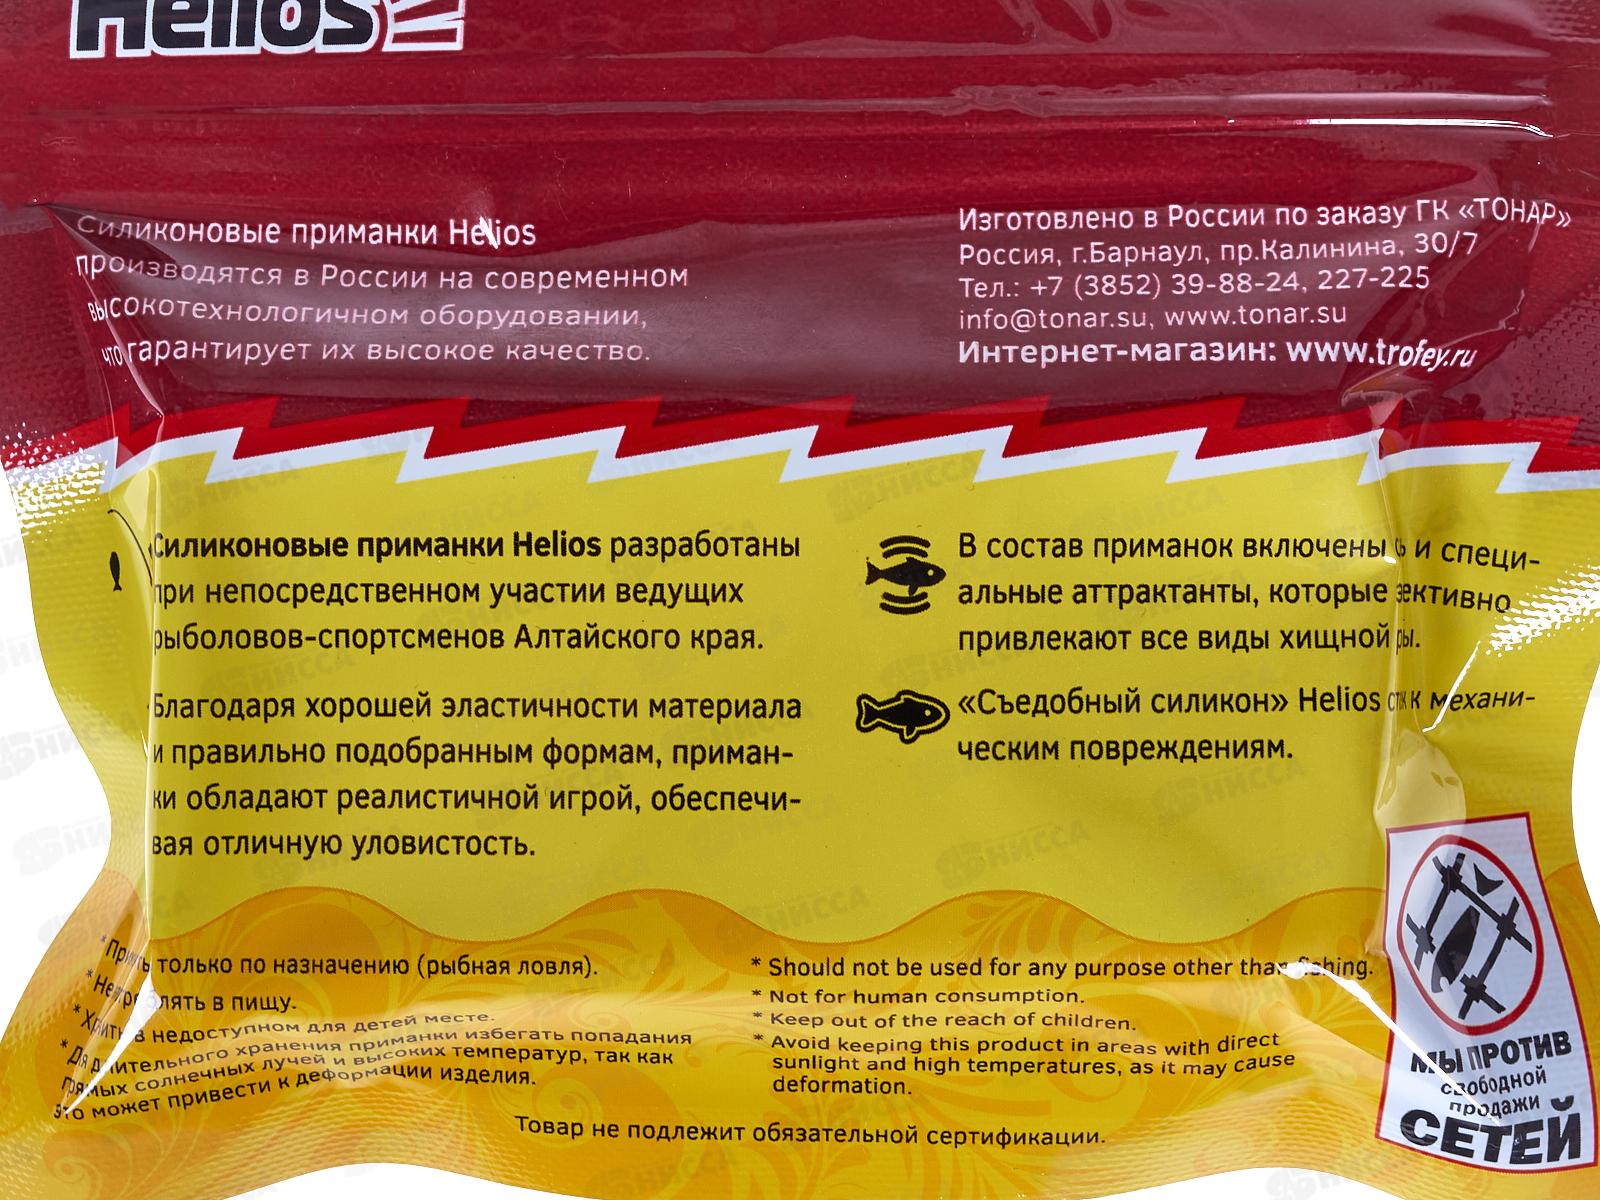 Helios
Силиконовые приманки Helios
производятся в России на современном
высокотехнологичном оборудовании,
что гарантирует их высокое качество.
Изготовлено в России по заказу ГК «ТОНАР»
Россия, г.Барнаул, пр.Калинина, 30/7
Тел.: +7 (3852) 39-88-24, 227-225
info@tonar.su, www.tonar.su
Интернет-магазин: www.trofey.ru
Силиконовые приманки Helios разработаны
при непосредственном участии ведущих
рыболовов-спортсменов Алтайского края.
Благодаря хорошей эластичности материала
и правильно подобранным формам, приман-
ки обладают реалистичной игрой, обеспечи-
вая отличную уловистость.
В состав приманок включены и специ-
альные аттрактанты, которые
привлекают все виды хищной
«Съедобный силикон» Helios к механи-
ческим повреждениям.
* только по назначению (рыбная ловля).
* в пищу.
* в недоступном для детей месте.
* длительного хранения приманки избегать попадания
солнечных лучей и высоких температур, так как
это может привести к деформации изделия.
* Should not be used for any purpose other than fishing.
* Not for human consumption.
* Keep out of the reach of children.
* Avoid keeping this product in areas with direct
sunlight and high temperatures, as it may cause
deformation.
Товар не подлежит обязательной сертификации.
МЫ ПРОТИВ
свободной
продажи
СЕТЕЙ